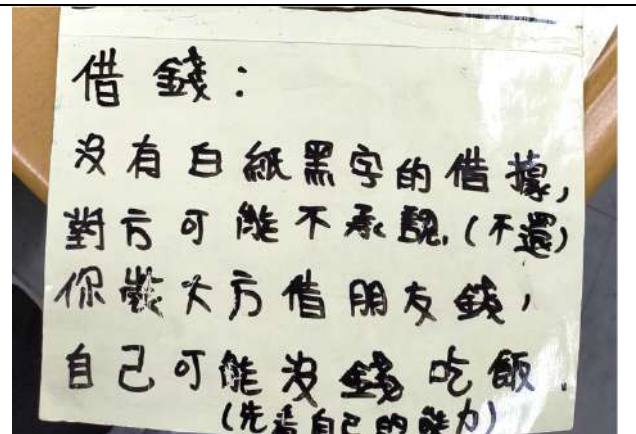 借錢：
沒有白紙黑字的借據,
對方可能不承認.(不還)
你裝大方借朋友錢,
自己可能沒錢吃飯.
(先看自己的能力)